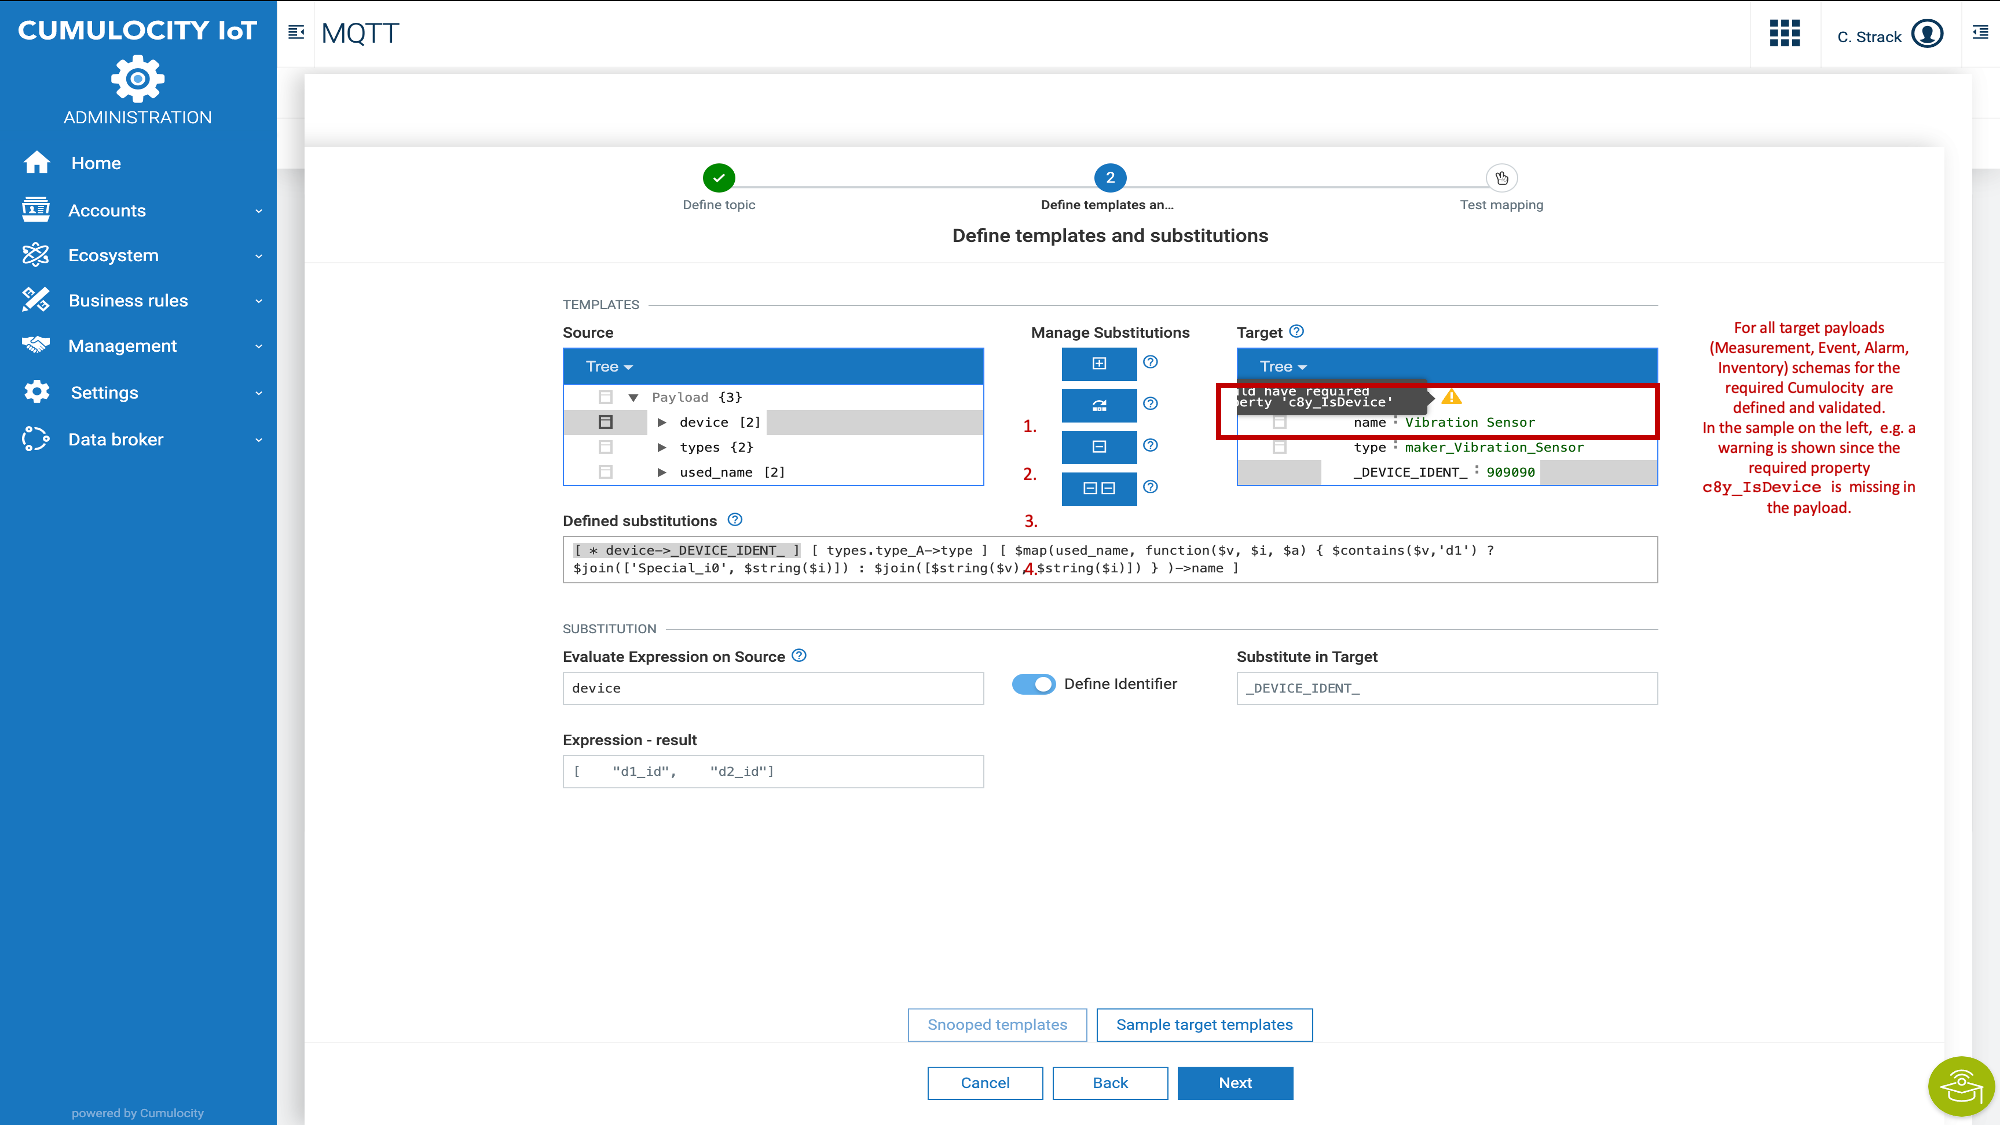 CUMULOCITY IoT
ADMINISTRATION
Home
Accounts
Ecosystem
Business rules
Management
Settings
Data broker
powered by Cumulocity
MQTT
C. Strack
2
Define topic
Define templates an...
Test mapping
Define templates and substitutions
TEMPLATES
Source
Manage Substitutions
Target
Tree
Payload {3}
device [2]
types {2}
used_name [2]
1.
2.
3.
4.
Tree
have required
'c8y_IsDevice'
name : Vibration Sensor
type : maker_Vibration_Sensor
_DEVICE_IDENT_ : 909090
For all target payloads
(Measurement, Event, Alarm,
Inventory) schemas for the
required Cumulocity are
defined and validated.
In the sample on the left, e.g. a
warning is shown since the
required property
c8y_IsDevice is missing in
the payload.
Defined substitutions
[ * device->_DEVICE_IDENT_ ] [ types.type_A->type ] [ $map(used_name, function($v, $i, $a) { $contains($v,'d1') ?
$join(['Special_i0', $string($i)]) : $join([$string($v), $string($i)]) } )->name ]
SUBSTITUTION
Evaluate Expression on Source
device
Define Identifier
Substitute in Target
_DEVICE_IDENT_
Expression - result
[ "d1_id", "d2_id"]
Snooped templates
Sample target templates
Cancel
Back
Next